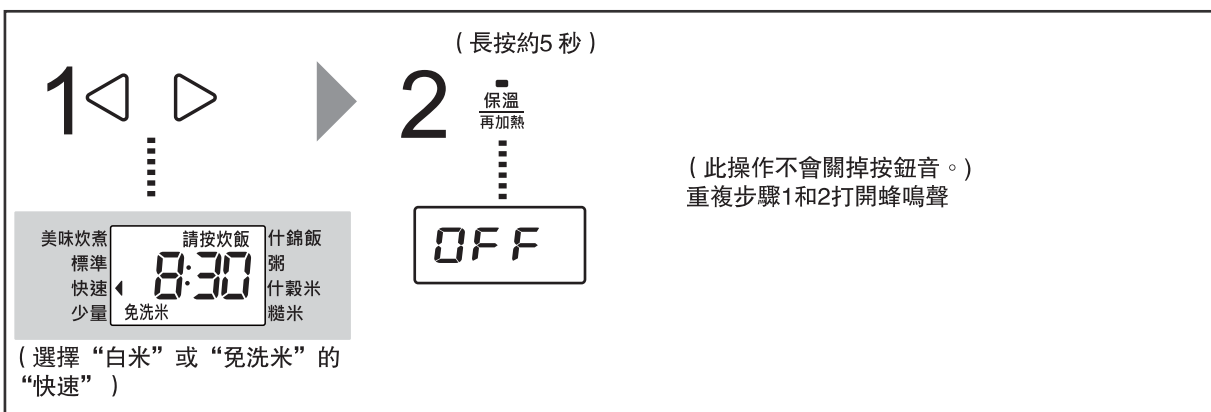 1
2
(長按約5 秒)
保溫
再加熱
美味炊煮
標準
快速
少量
請按炊飯
8:30
免洗米
什錦飯
粥
什穀米
糙米
(選擇“白米”或“免洗米”的
“快速” )
OFF
(此操作不會關掉按鈕音。)
重複步驟1和2打開蜂鳴聲